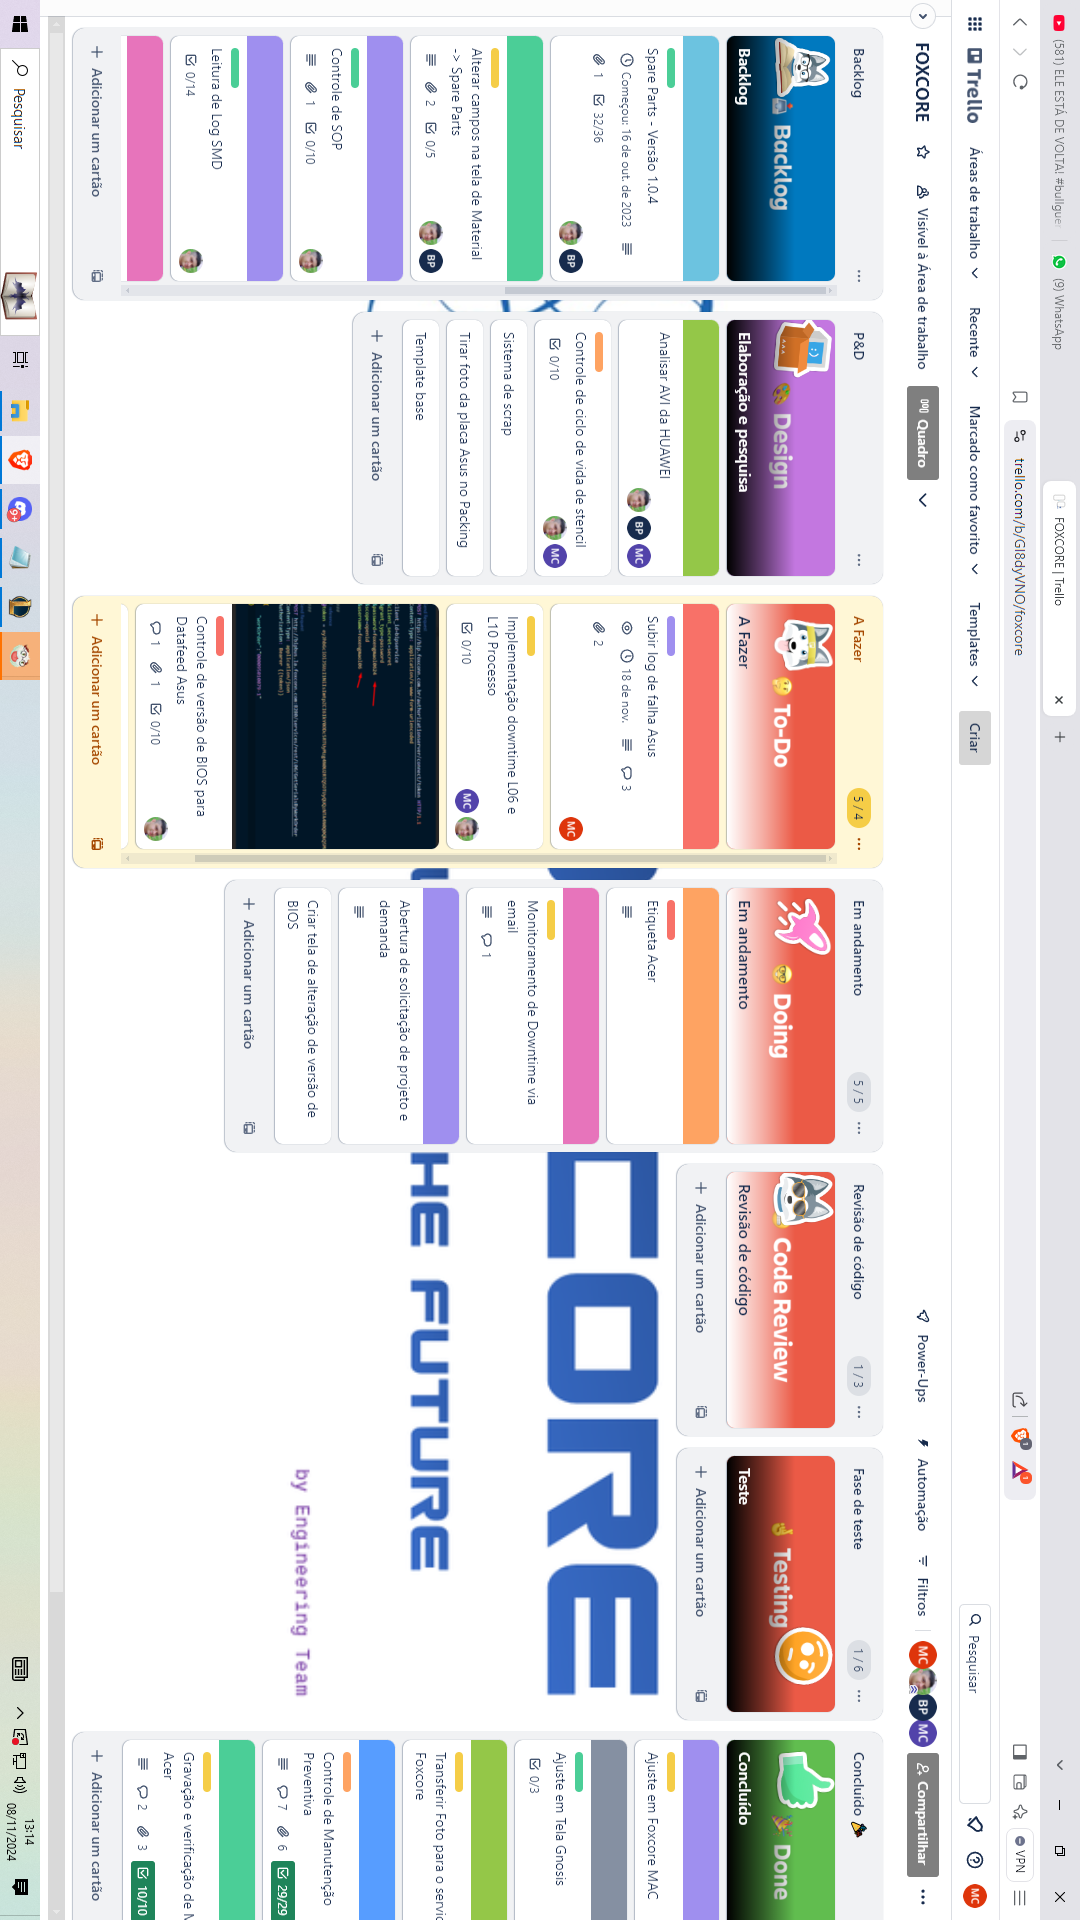 (581) ELE ESTÁ DE VOLTA! #bullgue
(9) WhatsApp
FOXCORE | Trello
trello.com/b/GI8dyVNO/foxcore
VPN
Trello
Áreas de trabalho
Recente
Marcado como favorito
Templates
Criar
Pesquisar
MC
FOXCORE
Visível à Área de trabalho
Quadro
Power-Ups
Automação
Filtros
MC
BP
MC
Compartilhar
Backlog
Backlog
Backlog
Spare Parts - Versão 1.0.4
Começou: 16 de out. de 2023
1
32/36
BP
Alterar campos na tela de Material
-> Spare Parts
2
0/5
BP
Controle de SOP
1
0/10
Leitura de Log SMD
0/14
Adicionar um cartão
P&D
Design
Elaboração e pesquisa
Analisar AVI da HUAWEI
BP
MC
Controle de ciclo de vida de stencil
0/10
MC
Sistema de scrap
Tirar foto da placa Asus no Packing
Template base
Adicionar um cartão
A Fazer
5 / 4
To-Do
A Fazer
Subir log de falha Asus
18 de nov.
3
2
MC
Implementação downtime L06 e
L10 Processo
0/10
MC
Controle de versão de BIOS para
Datafeed Asus
1
1
0/10
Adicionar um cartão
Em andamento
5 / 5
Doing
Em andamento
Etiqueta Acer
Monitoramento de Downtime via
email
1
Abertura de solicitação de projeto e
demanda
Criar tela de alteração de versão de
BIOS
Adicionar um cartão
Revisão de código
1 / 3
Code Review
Revisão de código
Adicionar um cartão
Fase de teste
1 / 6
Testing
Teste
Adicionar um cartão
Concluído
Done
Concluído
Ajuste em Foxcore MAC
Ajuste em Tela Gnosis
0/3
Transferir Foto para o servic
Foxcore
Controle de Manutenção
Preventiva
7
6
29/29
Gravação e verificação de M
Acer
2
3
10/10
Adicionar um cartão
CORE
HE FUTURE
by Engineering Team
Pesquisar
9+
13:14
08/11/2024